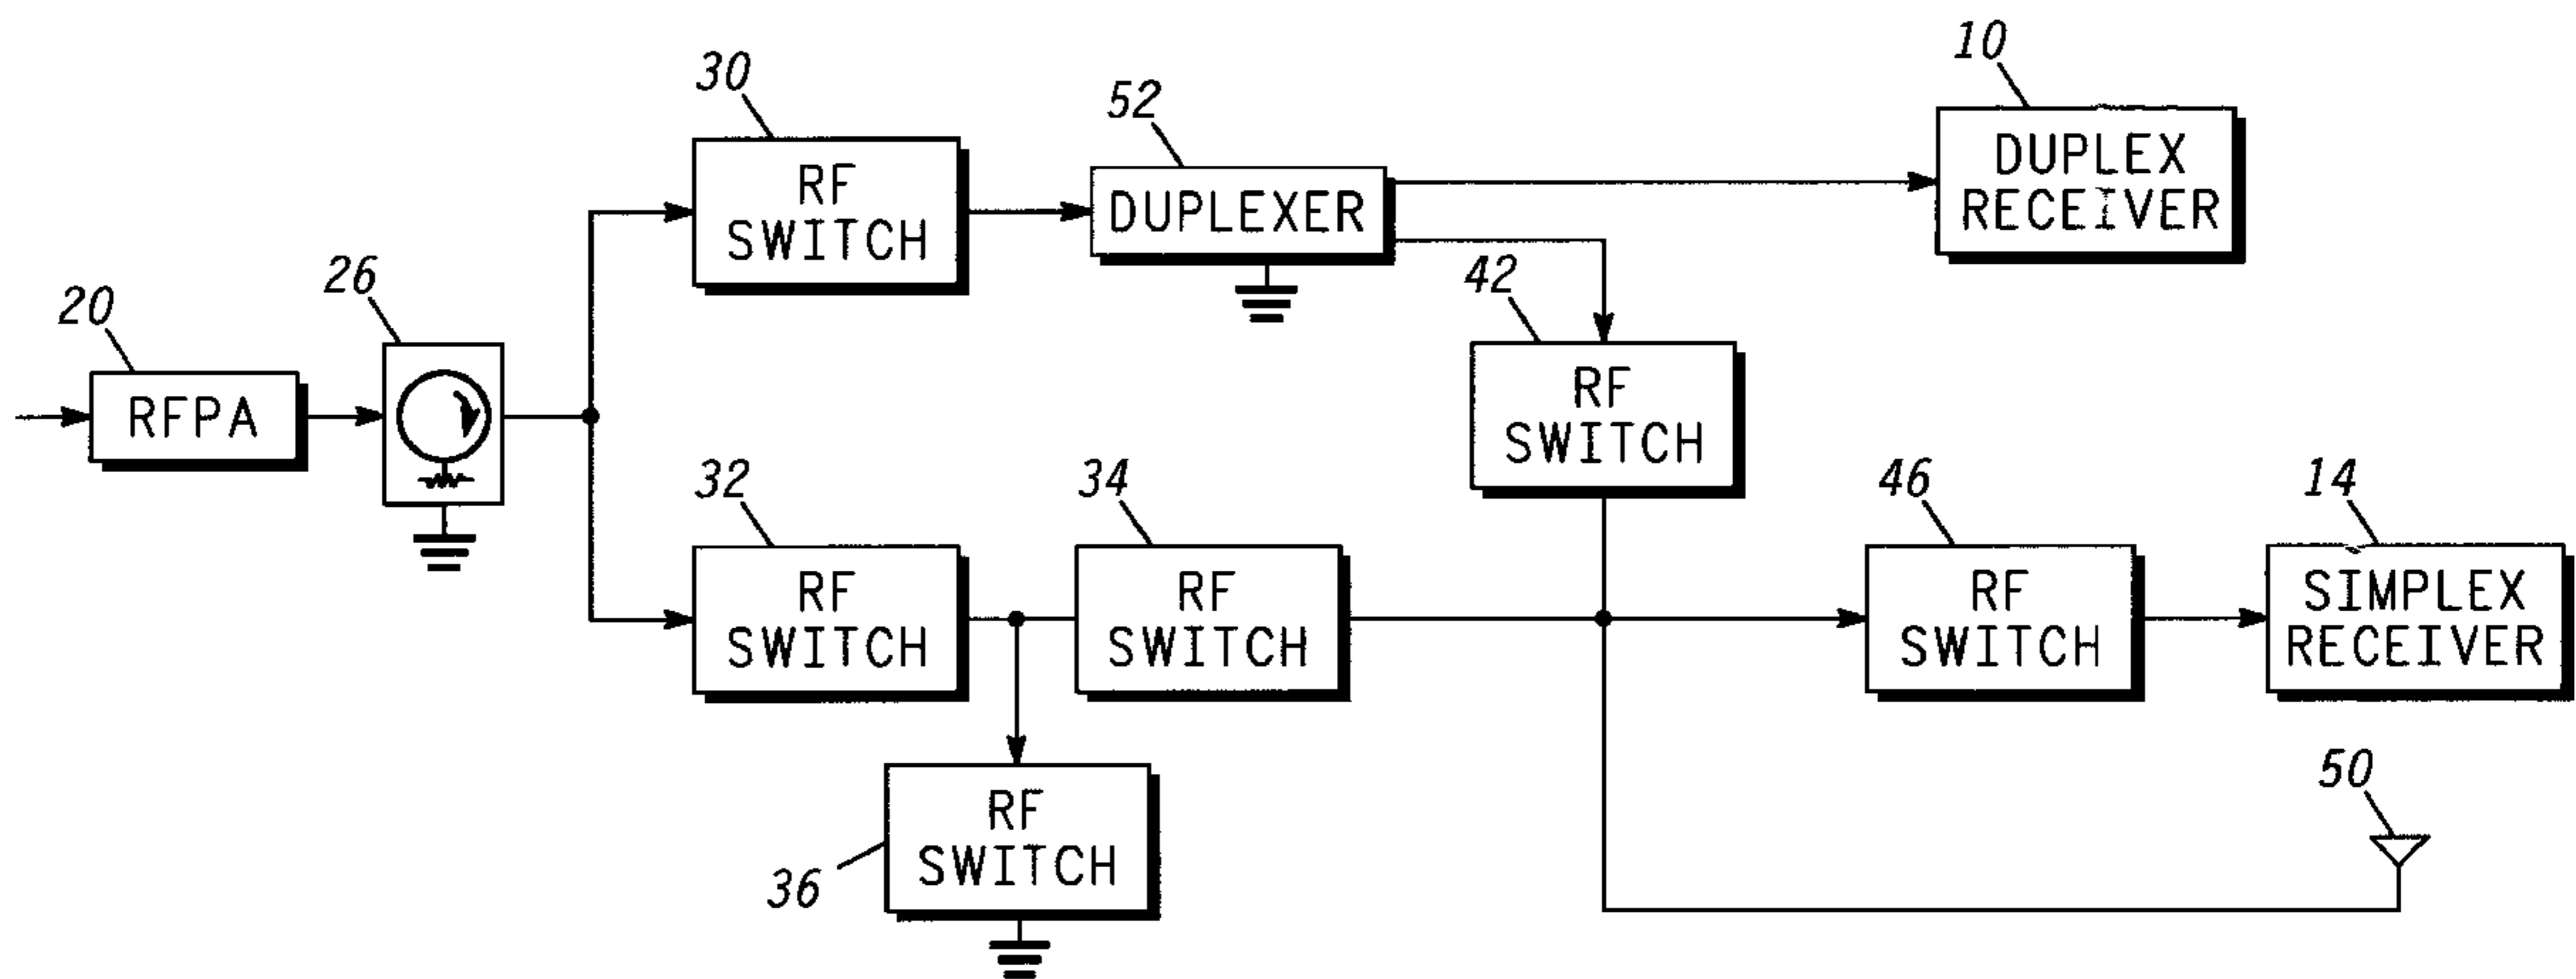 10
30
52
DUPLEX
RECEIVER
RF
SWITCH
DUPLEXER
26
42
20
RFPA
RF
SWITCH
32
34
46
14
RF
SWITCH
RF
SWITCH
RF
SWITCH
SIMPLEX
RECEIVER
50
RF
SWITCH
36